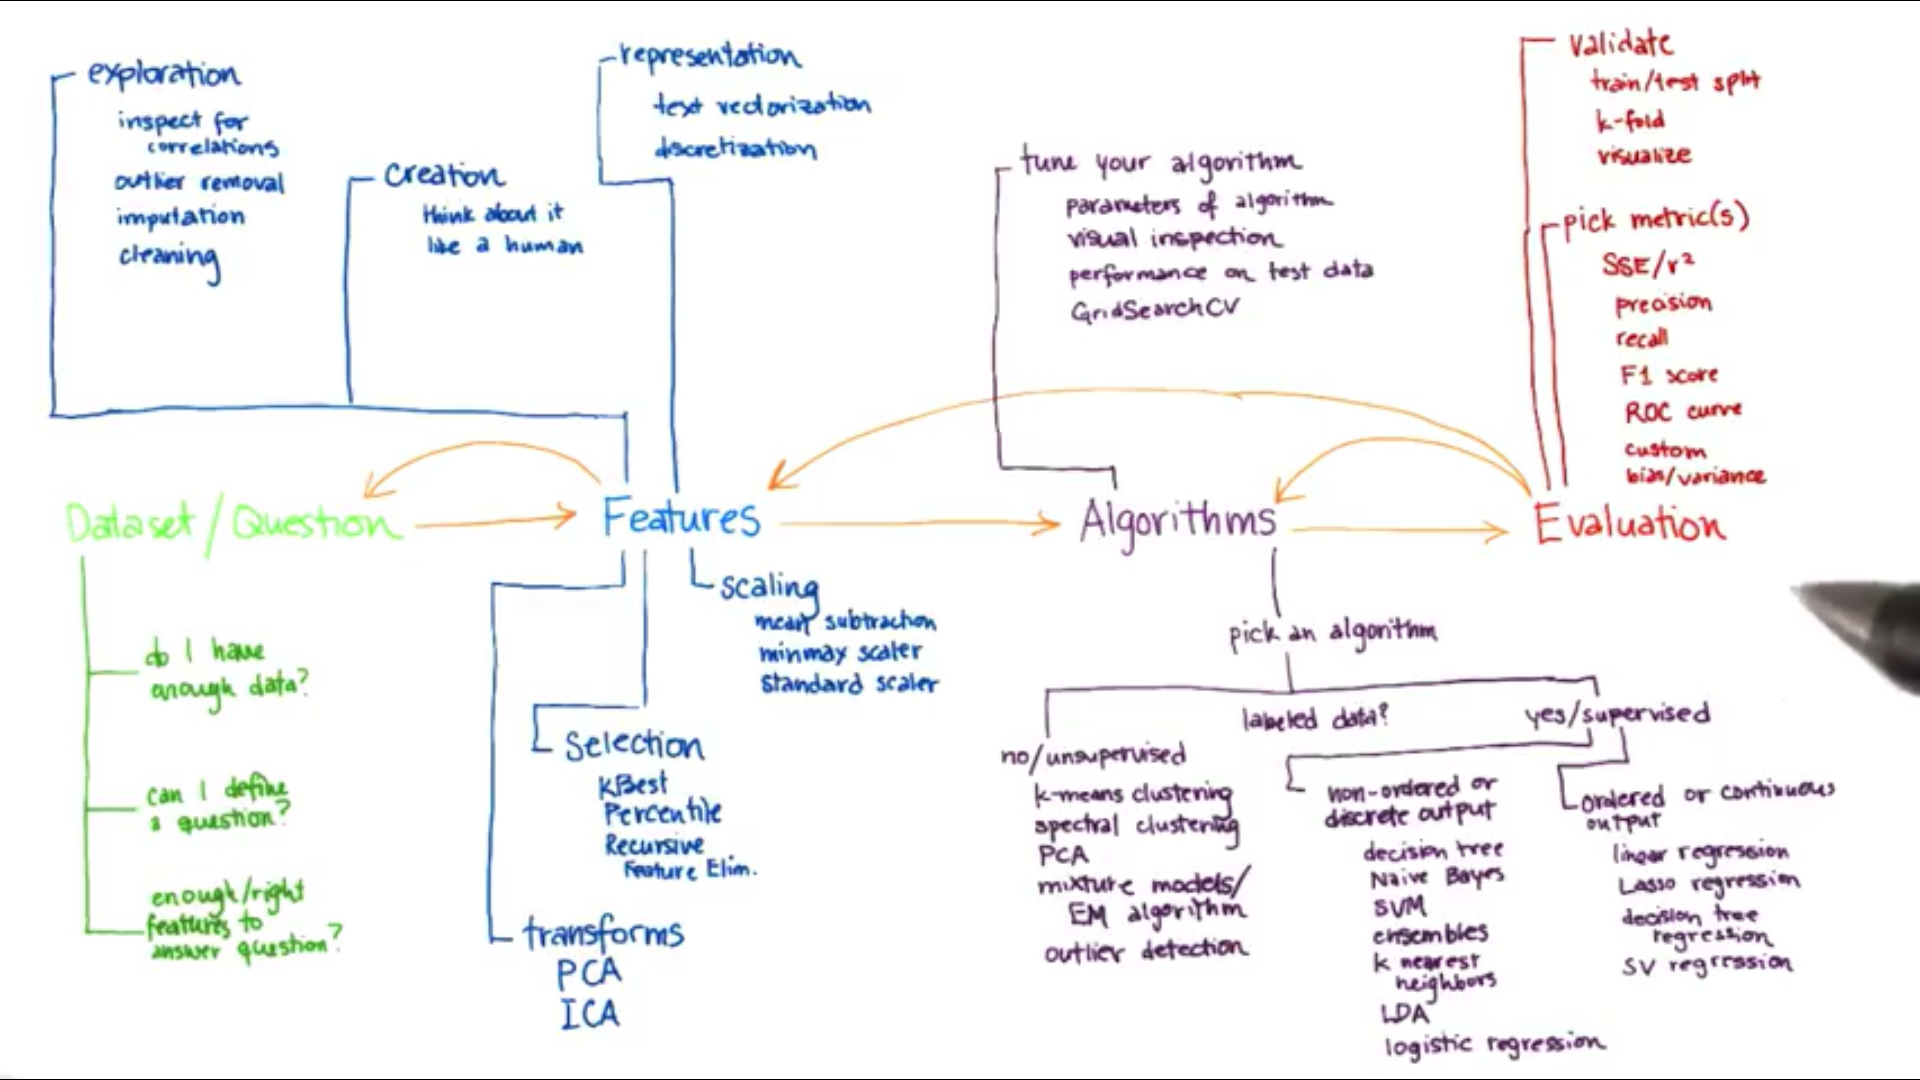 exploration
inspect for
correlations
outlier removal
imputation
cleaning
creation
think about it
like a human
representation
text vectorization
discretization
tune your algorithm
parameters of algorithm
visual inspection
performance on test data
GridSearchCV
validate
train/test split
k-fold
visualize
pick metric(s)
SSE/r²
precision
recall
F1 score
ROC curve
custom
bias/variance
Dataset/Question
Features
Algorithms
Evaluation
do I have
enough data?
can I define
a question?
enough/right
features to
answer question?
scaling
mean subtraction
minmax scaler
standard scaler
selection
KBest
Percentile
Recursive
Feature Elim.
transforms
PCA
ICA
pick an algorithm
labeled data?
no/unsupervised
k-means clustering
spectral clustering
PCA
mixture models/
EM algorithm
outlier detection
yes/supervised
non-ordered or
discrete output
decision tree
Naive Bayes
SVM
ensembles
k nearest
neighbors
LDA
logistic regression
ordered or continuous
output
linear regression
Lasso regression
decision tree
regression
SV regression